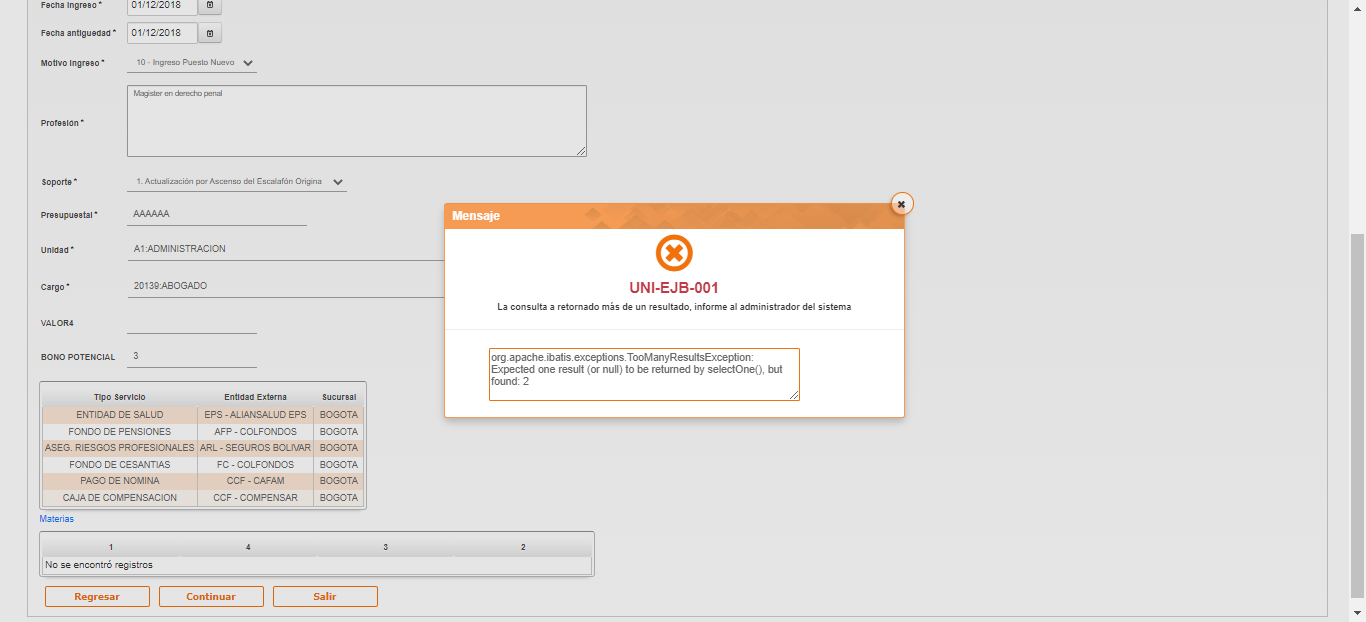 Fecha Ingreso *
01/12/2018
Fecha antiguedad *
01/12/2018
Motivo Ingreso *
10 - Ingreso Puesto Nuevo
Profesión *
Magister en derecho penal
Soporte *
1. Actualización por Ascenso del Escalafón Origina
Presupuestal *
AAAAAA
Unidad *
A1:ADMINISTRACION
Cargo *
20139:ABOGADO
VALOR4
BONO POTENCIAL
3
Tipo Servicio Entidad Externa Sucursal
ENTIDAD DE SALUD EPS - ALIANSALUD EPS BOGOTA
FONDO DE PENSIONES AFP - COLFONDOS BOGOTA
ASEG. RIESGOS PROFESIONALES ARL - SEGUROS BOLIVAR BOGOTA
FONDO DE CESANTIAS FC - COLFONDOS BOGOTA
PAGO DE NOMINA CCF - CAFAM BOGOTA
CAJA DE COMPENSACION CCF - COMPENSAR BOGOTA
Materias
1 4 3 2
No se encontró registros
Regresar Continuar Salir
Mensaje
UNI-EJB-001
La consulta a retornado más de un resultado, informe al administrador del sistema
org.apache.ibatis.exceptions.TooManyResultsException:
Expected one result (or null) to be returned by selectOne(), but
found: 2